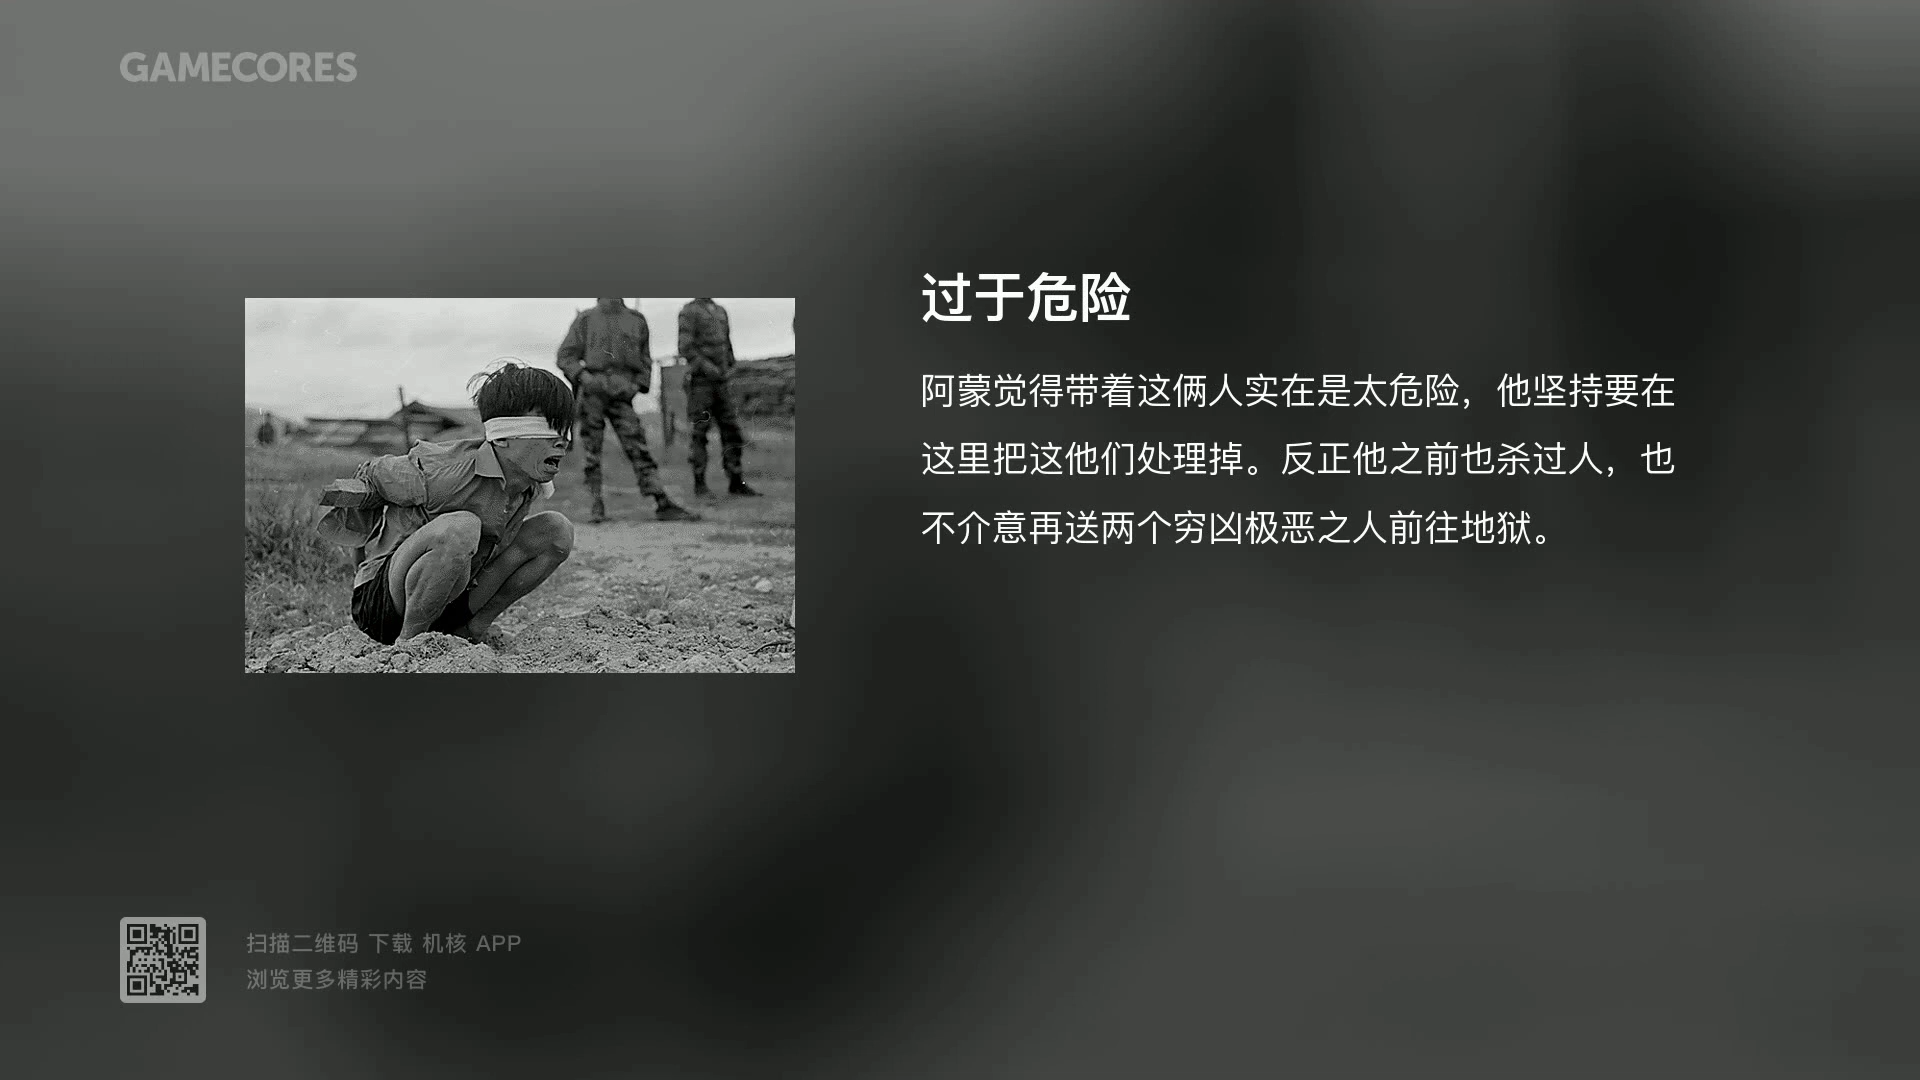 GAMECORES
过于危险
阿蒙觉得带着这俩人实在是太危险，他坚持要在
这里把这他们处理掉。反正他之前也杀过人，也
不介意再送两个穷凶极恶之人前往地狱。
扫描二维码 下载 机核 APP
浏览更多精彩内容